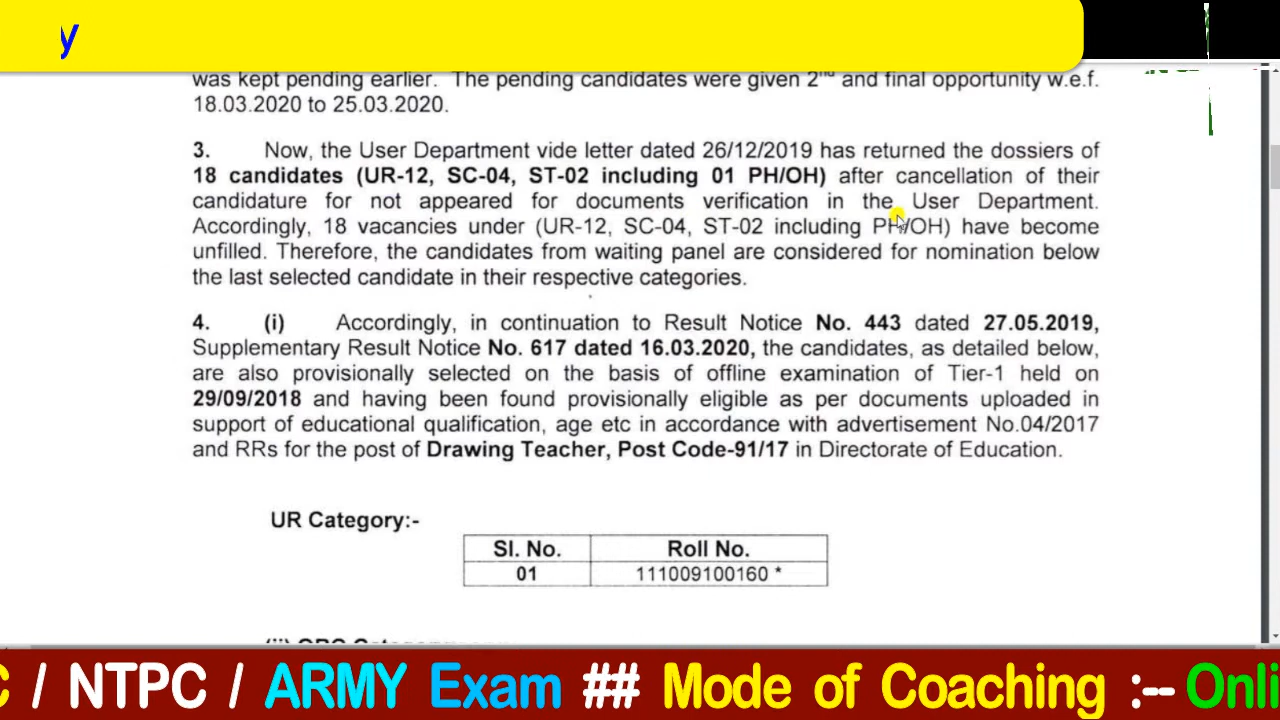 y
was kept pending earlier. The pending candidates were given 2nd and final opportunity w.e.f.
18.03.2020 to 25.03.2020.
3. Now, the User Department vide letter dated 26/12/2019 has returned the dossiers of
18 candidates (UR-12, SC-04, ST-02 including 01 PH/OH) after cancellation of their
candidature for not appeared for documents verification in the User Department.
Accordingly, 18 vacancies under (UR-12, SC-04, ST-02 including PH/OH) have become
unfilled. Therefore, the candidates from waiting panel are considered for nomination below
the last selected candidate in their respective categories.
4. (i) Accordingly, in continuation to Result Notice No. 443 dated 27.05.2019,
Supplementary Result Notice No. 617 dated 16.03.2020, the candidates, as detailed below,
are also provisionally selected on the basis of offline examination of Tier-1 held on
29/09/2018 and having been found provisionally eligible as per documents uploaded in
support of educational qualification, age etc in accordance with advertisement No.04/2017
and RRs for the post of Drawing Teacher, Post Code-91/17 in Directorate of Education.
UR Category:-
Sl. No. Roll No.
01 111009100160 *
C / NTPC / ARMY Exam ## Mode of Coaching :-- Onli